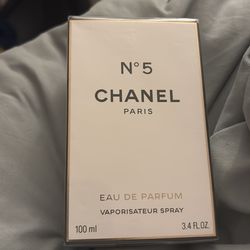 N°5
CHANEL
PARIS
EAU DE PARFUM
VAPORISATEUR SPRAY
100 ml 3.4 FL.OZ.